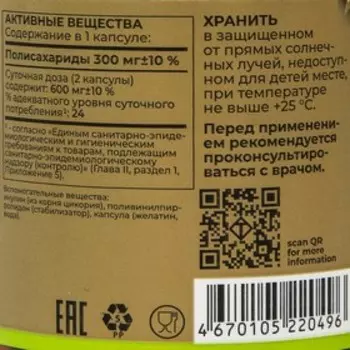 АКТИВНЫЕ ВЕЩЕСТВА
Содержание в 1 капсуле:
Полисахариды 300 мг±10 %
Суточная доза (2 капсулы)
содержит: 600 мг±10 %
% адекватного уровня суточного
потребления*: 24
* - согласно «Единым санитарно-эпиде-
миологическим и гигиеническим
требованиям к товарам, подлежащим
санитарно-эпидемиологическому
надзору (контролю)» (Глава II, раздел 1,
Приложение 5).
Вспомогательные вещества:
инулин (из корня цикория), поливинилпир-
ролидон (стабилизатор), капсула (желатин,
вода)
EAC
5
PP
ХРАНИТЬ
в защищенном
от прямых солнеч-
ных лучей, недоступ-
ном для детей месте,
при температуре
не выше +25 °С.
Перед применени-
ем рекомендуется
проконсультиро-
ваться с врачом.
scan QR
for more
information
4 670105 220496